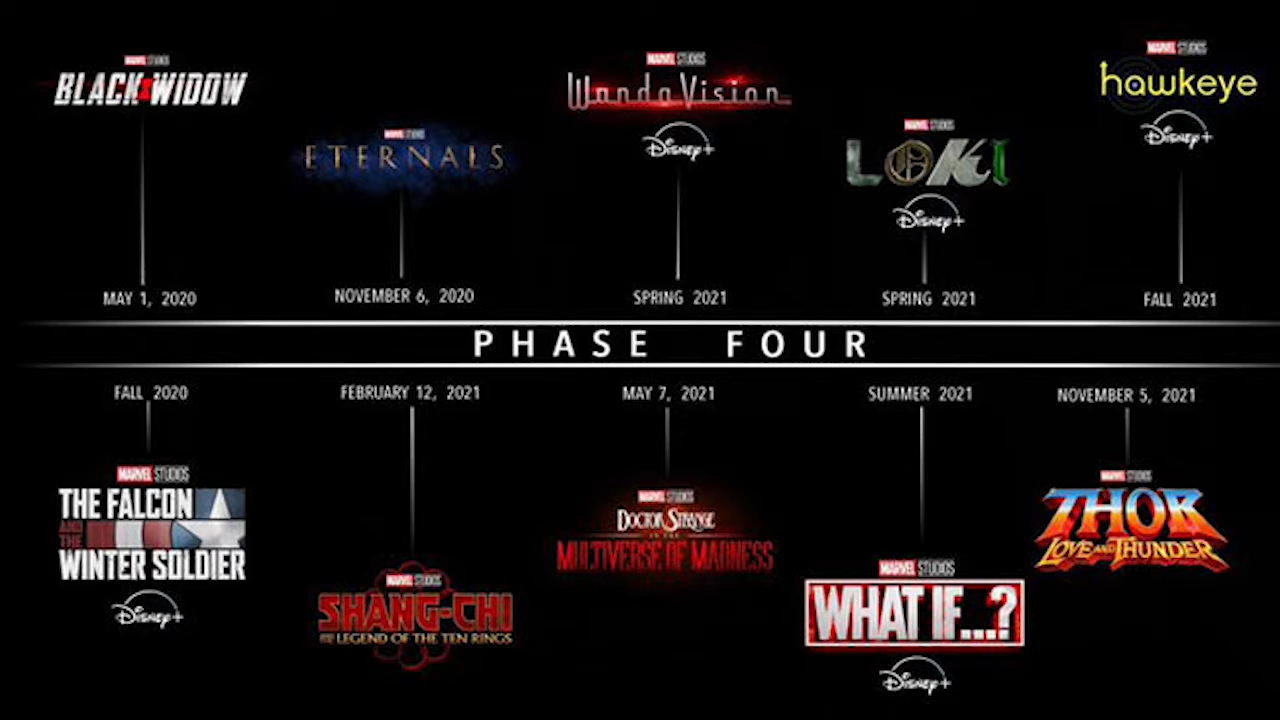 MARVEL STUDIOS
BLACK WIDOW
MAY 1, 2020
MARVEL STUDIOS
ETERNALS
NOVEMBER 6, 2020
MARVEL STUDIOS
WandaVision
Disney+
SPRING 2021
MARVEL STUDIOS
LOKI
Disney+
SPRING 2021
MARVEL STUDIOS
hawkeye
Disney+
FALL 2021
PHASE FOUR
FALL 2020
MARVEL STUDIOS
THE FALCON
AND
THE
WINTER SOLDIER
Disney+
FEBRUARY 12, 2021
MARVEL STUDIOS
SHANG-CHI
AND THE LEGEND OF THE TEN RINGS
MAY 7, 2021
MARVEL STUDIOS
DOCTOR STRANGE
IN THE
MULTIVERSE OF MADNESS
SUMMER 2021
MARVEL STUDIOS
WHAT IF...?
Disney+
NOVEMBER 5, 2021
MARVEL STUDIOS
THOR
LOVE AND THUNDER